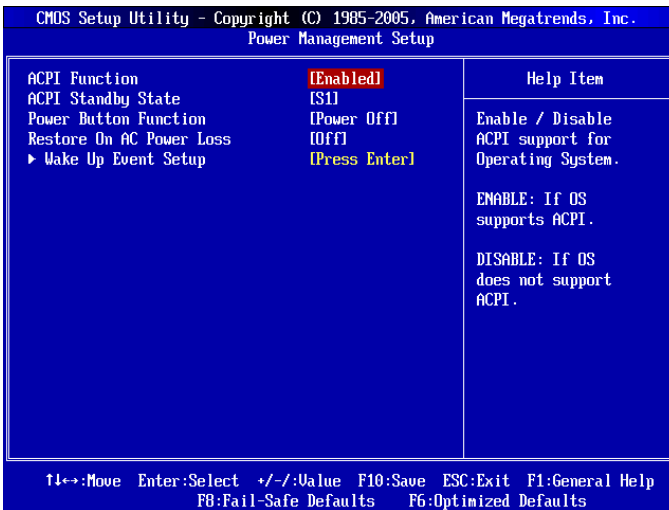 CMOS Setup Utility - Copyright (C) 1985-2005, American Megatrends, Inc.
Power Management Setup
ACPI Function [Enabled]
ACPI Standby State [S1]
Power Button Function [Power Off]
Restore On AC Power Loss [Off]
▶ Wake Up Event Setup [Press Enter]
Help Item
Enable / Disable
ACPI support for
Operating System.
ENABLE: If OS
supports ACPI.
DISABLE: If OS
does not support
ACPI.
↑↓↔:Move Enter:Select +/-/:Value F10:Save ESC:Exit F1:General Help
F8:Fail-Safe Defaults F6:Optimized Defaults